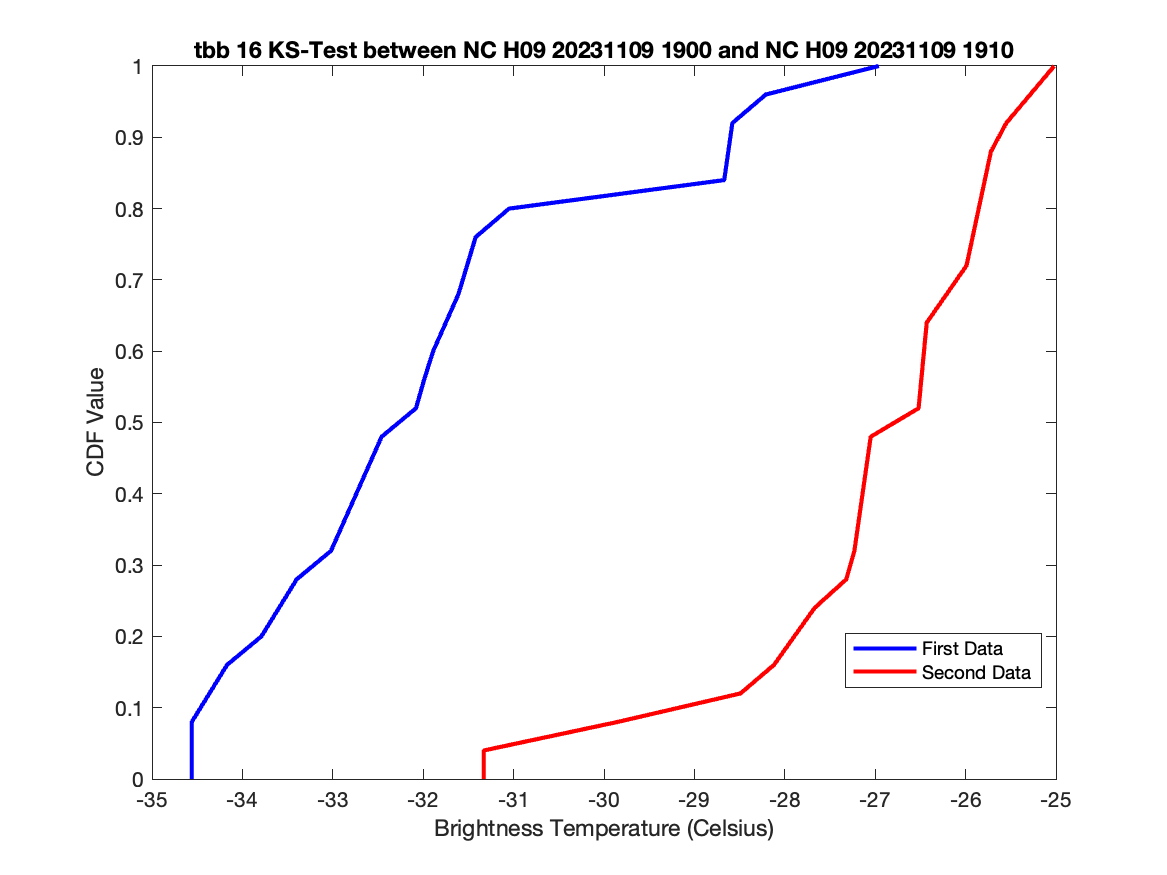 tbb 16 KS-Test between NC H09 20231109 1900 and NC H09 20231109 1910
1
0.9
0.8
0.7
0.6
0.5
0.4
0.3
0.2
0.1
0
CDF Value
First Data
Second Data
-35 -34 -33 -32 -31 -30 -29 -28 -27 -26 -25
Brightness Temperature (Celsius)